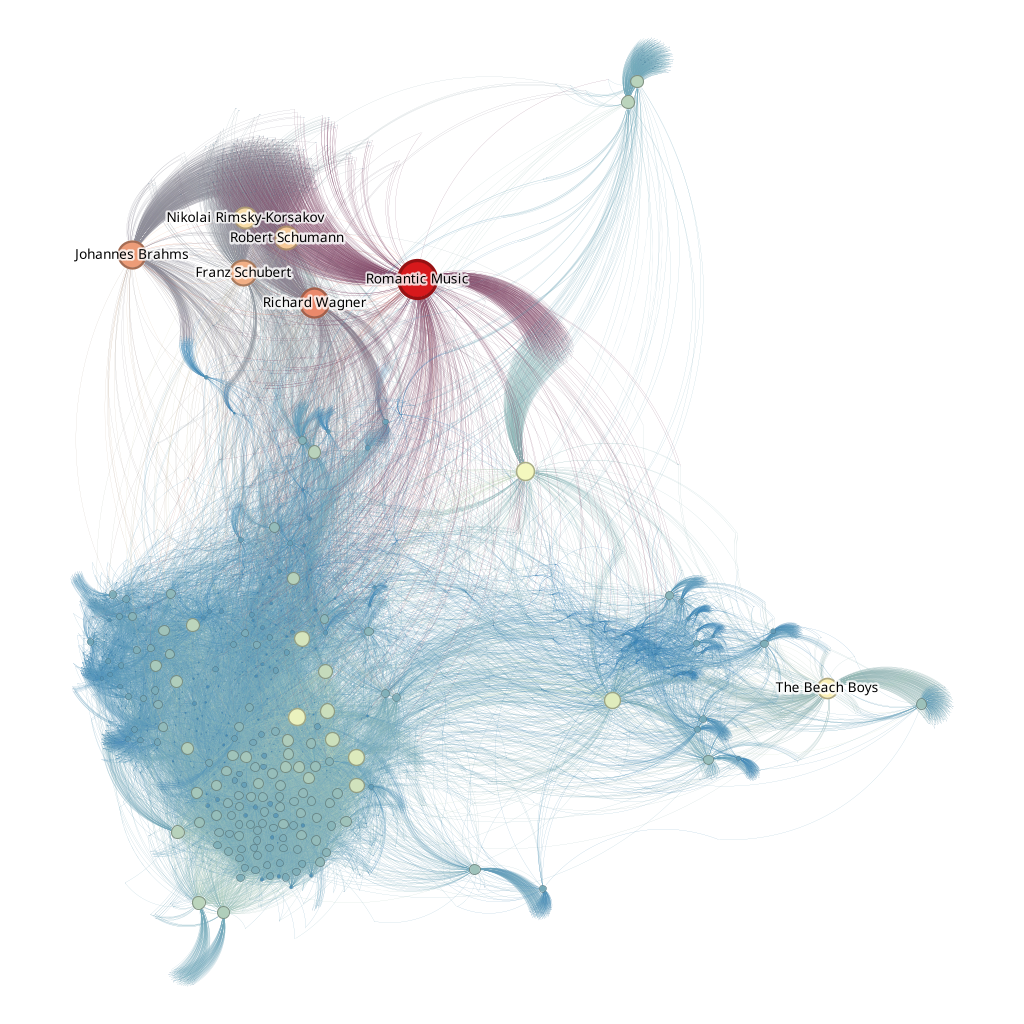 Nikolai Rimsky-Korsakov
Robert Schumann
Johannes Brahms
Franz Schubert
Romantic Music
Richard Wagner
The Beach Boys